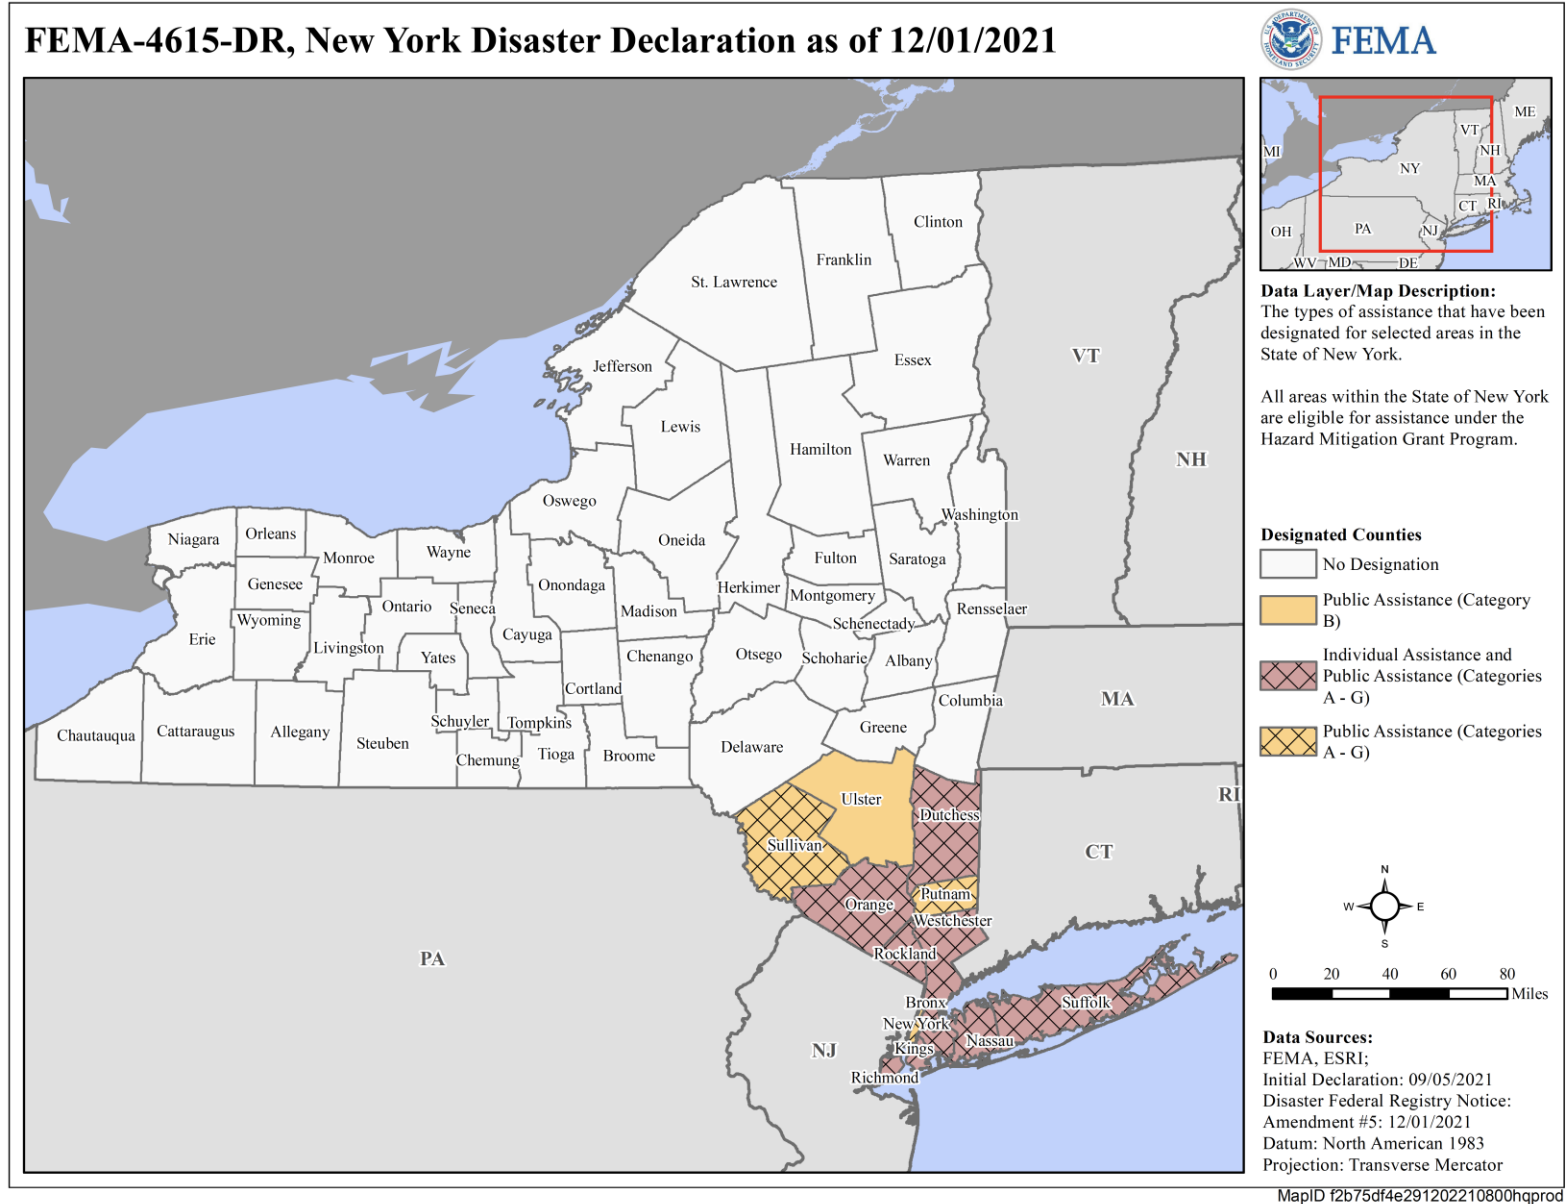 FEMA-4615-DR, New York Disaster Declaration as of 12/01/2021
FEMA
ME
VT
MI
NH
NY
MA
CT
RI
PA
OH
NJ
WV
MD
DE
Data Layer/Map Description:
The types of assistance that have been
designated for selected areas in the
State of New York.
All areas within the State of New York
are eligible for assistance under the
Hazard Mitigation Grant Program.
Designated Counties
No Designation
Public Assistance (Category
B)
Individual Assistance and
Public Assistance (Categories
A - G)
Public Assistance (Categories
A - G)
N
W
E
S
0 20 40 60 80
Miles
Data Sources:
FEMA, ESRI;
Initial Declaration: 09/05/2021
Disaster Federal Registry Notice:
Amendment #5: 12/01/2021
Datum: North American 1983
Projection: Transverse Mercator
MapID f2b75df4e291202210800hqprod
Clinton
Franklin
St. Lawrence
VT
Essex
Jefferson
Lewis
Hamilton
Warren
NH
Oswego
Washington
Niagara
Orleans
Monroe
Wayne
Oneida
Fulton
Saratoga
Genesee
Onondaga
Herkimer
Montgomery
Ontario
Seneca
Madison
Rensselaer
Wyoming
Schenectady
Erie
Livingston
Cayuga
Yates
Chenango
Otsego
Schoharie
Albany
Cortland
MA
Columbia
Chautauqua
Cattaraugus
Allegany
Steuben
Schuyler
Tompkins
Greene
Delaware
Chemung
Tioga
Broome
RI
Ulster
Dutchess
Sullivan
CT
Putnam
Orange
Westchester
PA
Rockland
Bronx
Suffolk
New York
Nassau
Kings
NJ
Richmond